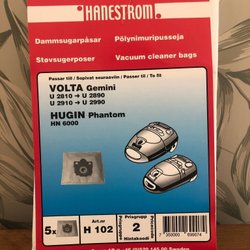 HANESTROM
Dammsugarpåsar Pölynimuripusseja
Støvsugerposer Vacuum cleaner bags
Passar till / Sopivat seuraaviin / Passer til / To fit
VOLTA Gemini
U 2810 → U 2890
U 2910 → U 2990
HUGIN Phantom
HN 6000
5x
Art.nr
H 102
Prisgrupp
2
Hintakoodi